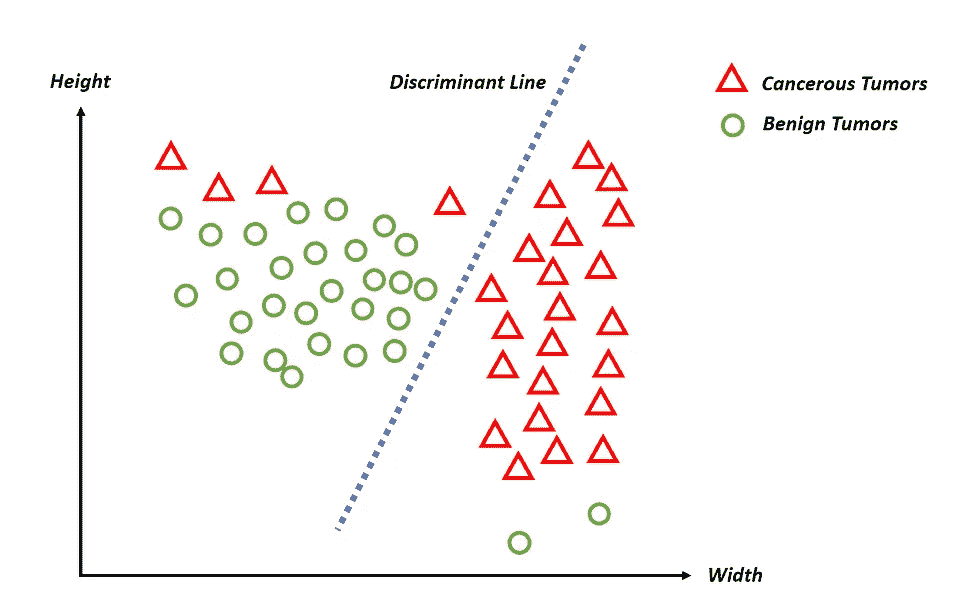 Height
Discriminant Line
Cancerous Tumors
Benign Tumors
Width